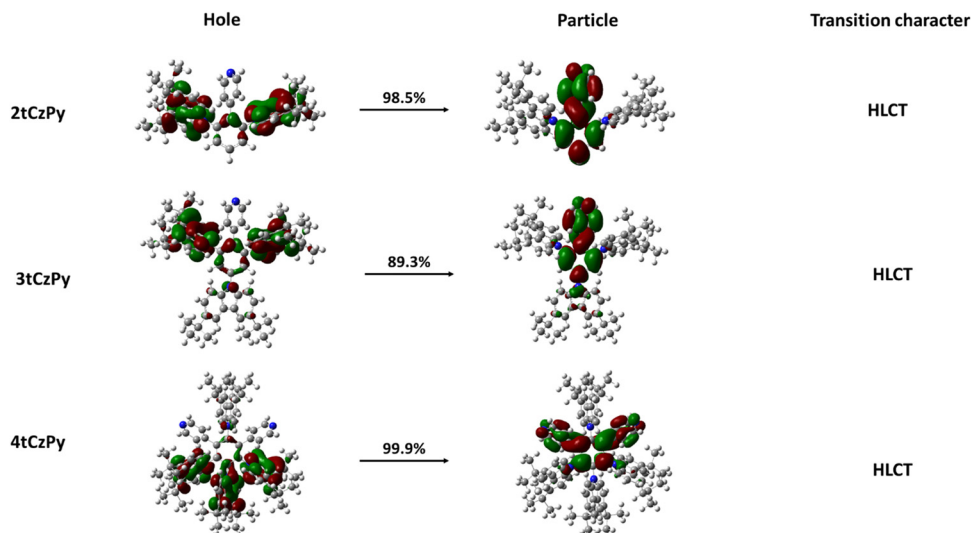 Hole Particle Transition character
2tCzPy 98.5% HLCT
3tCzPy 89.3% HLCT
4tCzPy 99.9% HLCT